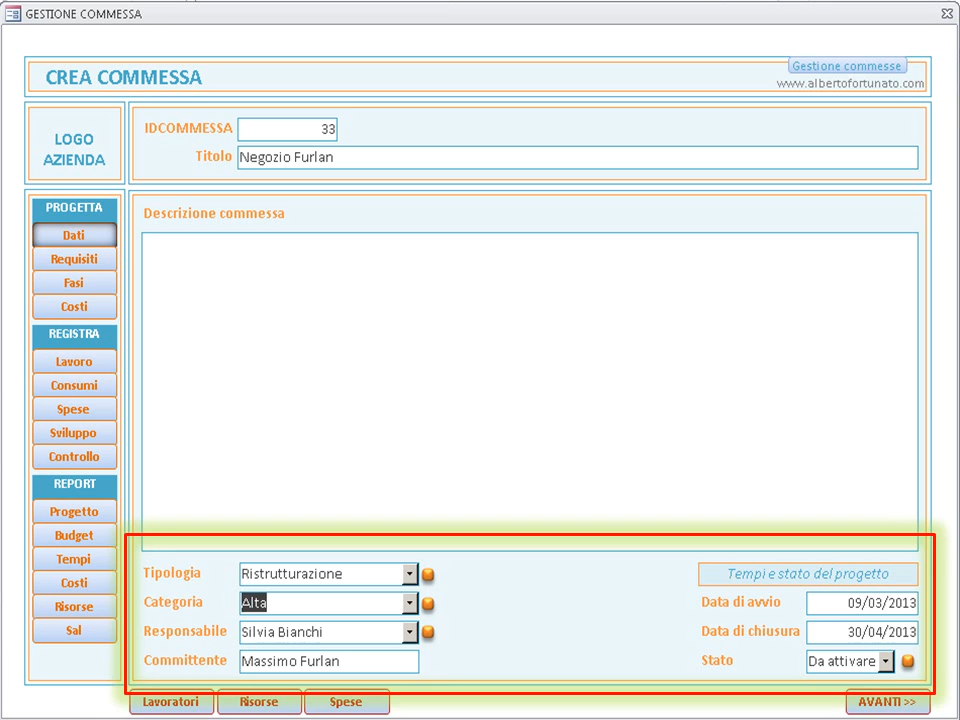 GESTIONE COMMESSA
CREA COMMESSA
Gestione commesse
www.albertofortunato.com
LOGO
AZIENDA
IDCOMMESSA 33
Titolo Negozio Furlan
PROGETTA
Dati
Requisiti
Fasi
Costi
REGISTRA
Lavoro
Consumi
Spese
Sviluppo
Controllo
REPORT
Progetto
Budget
Tempi
Costi
Risorse
Sal
Descrizione commessa
Tipologia Ristrutturazione
Categoria Alta
Responsabile Silvia Bianchi
Committente Massimo Furlan
Tempi e stato del progetto
Data di avvio 09/03/2013
Data di chiusura 30/04/2013
Stato Da attivare
Lavoratori Risorse Spese AVANTI >>